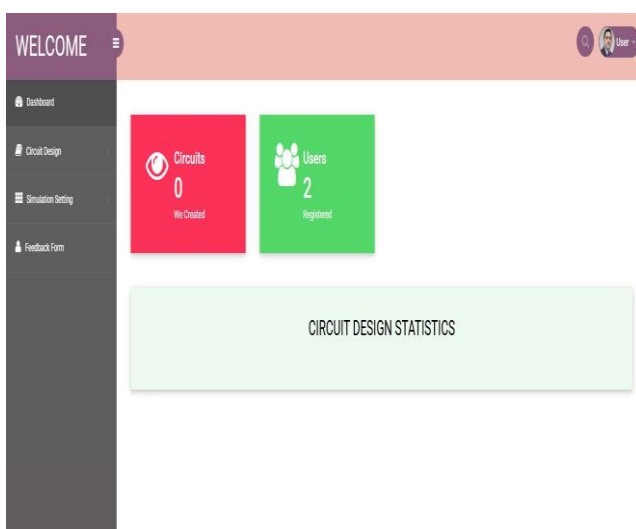 WELCOME
User
Dashboard
Circuit Design
Simulation Setting
Feedback Form
Circuits
0
We Created
Users
2
Registered
CIRCUIT DESIGN STATISTICS